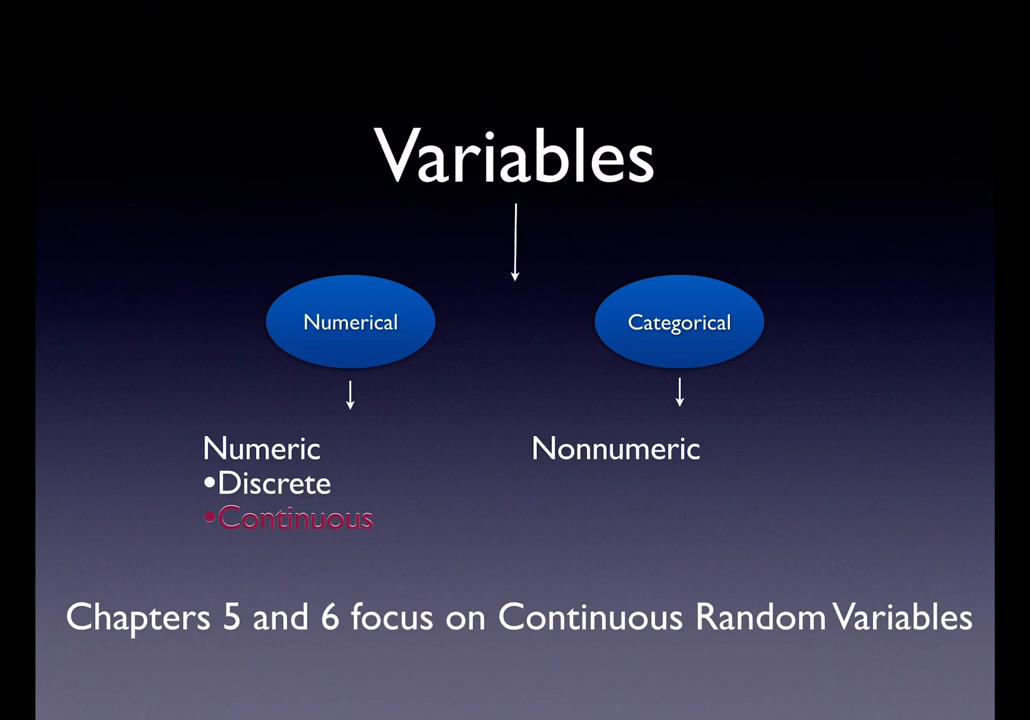 Variables
Numerical
Categorical
Numeric
•Discrete
•Continuous
Nonnumeric
Chapters 5 and 6 focus on Continuous Random Variables